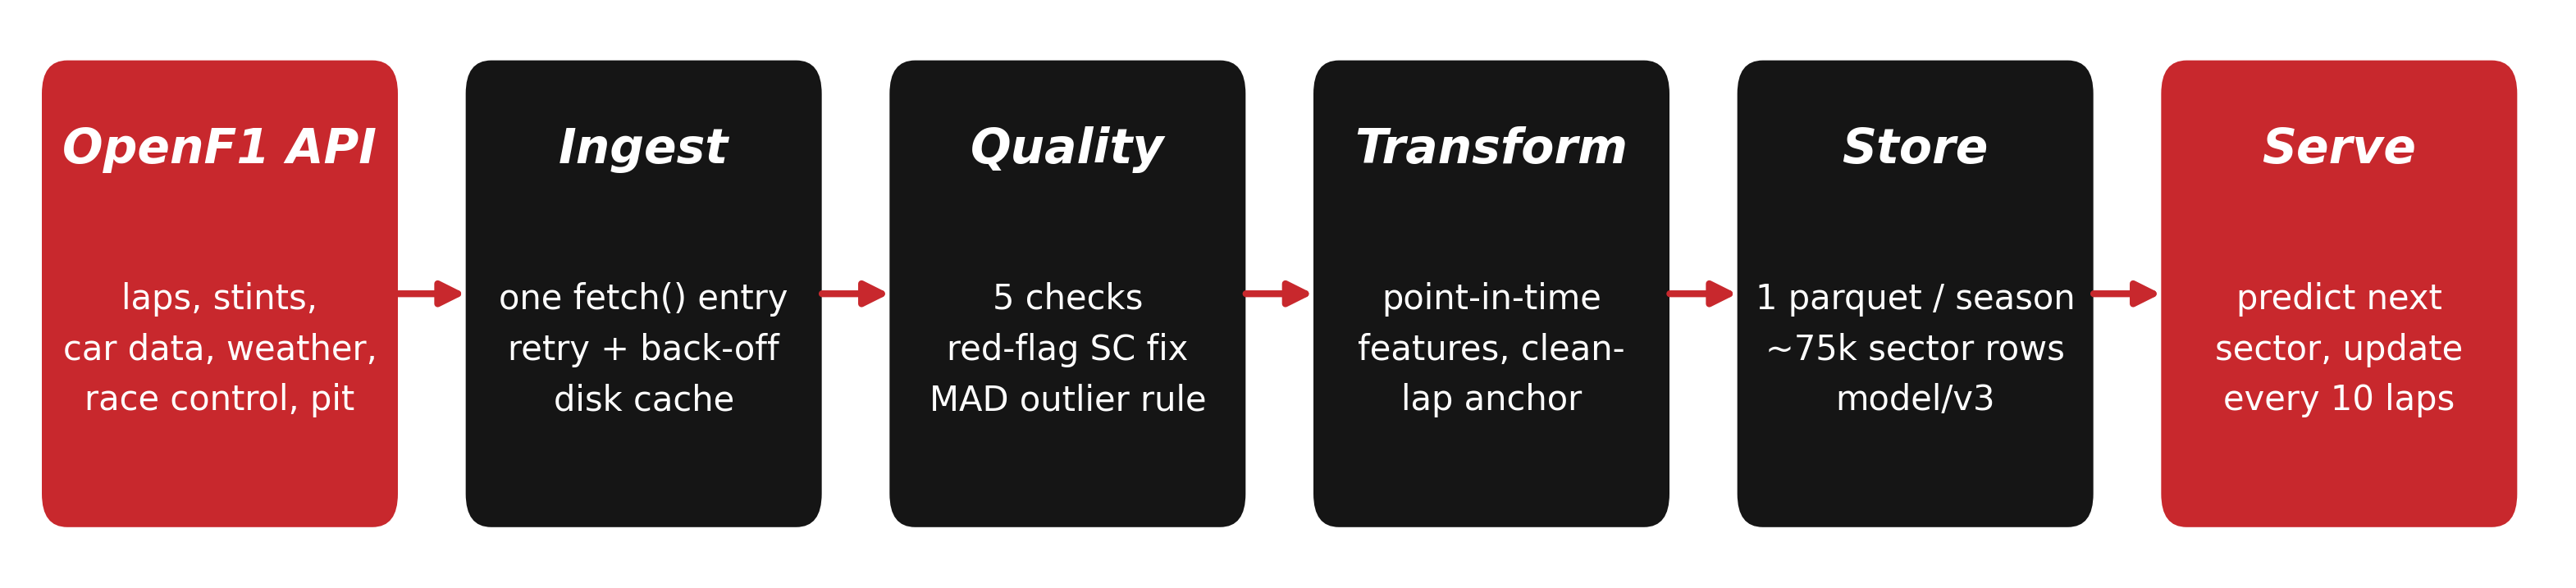 OpenF1 API
laps, stints,
car data, weather,
race control, pit
Ingest
one fetch() entry
retry + back-off
disk cache
Quality
5 checks
red-flag SC fix
MAD outlier rule
Transform
point-in-time
features, clean-
lap anchor
Store
1 parquet / season
~75k sector rows
model/v3
Serve
predict next
sector, update
every 10 laps